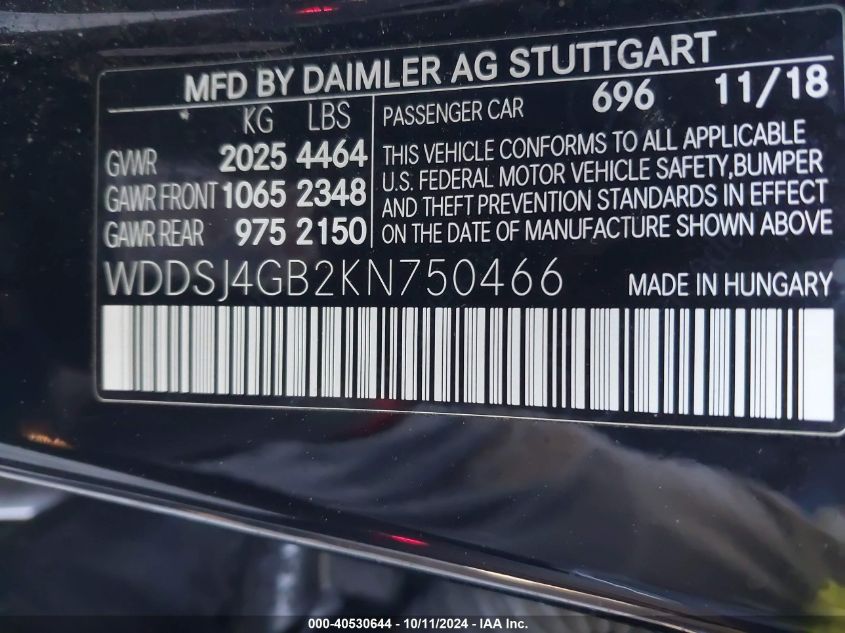 MFD BY DAIMLER AG STUTTGART
KG LBS
GVWR 2025 4464
GAWR FRONT 1065 2348
GAWR REAR 975 2150
PASSENGER CAR 696 11/18
THIS VEHICLE CONFORMS TO ALL APPLICABLE
U.S. FEDERAL MOTOR VEHICLE SAFETY,BUMPER
AND THEFT PREVENTION STANDARDS IN EFFECT
ON THE DATE OF MANUFACTURE SHOWN ABOVE
WDDSJ4GB2KN750466 MADE IN HUNGARY
000-40530644 - 10/11/2024 - IAA Inc.